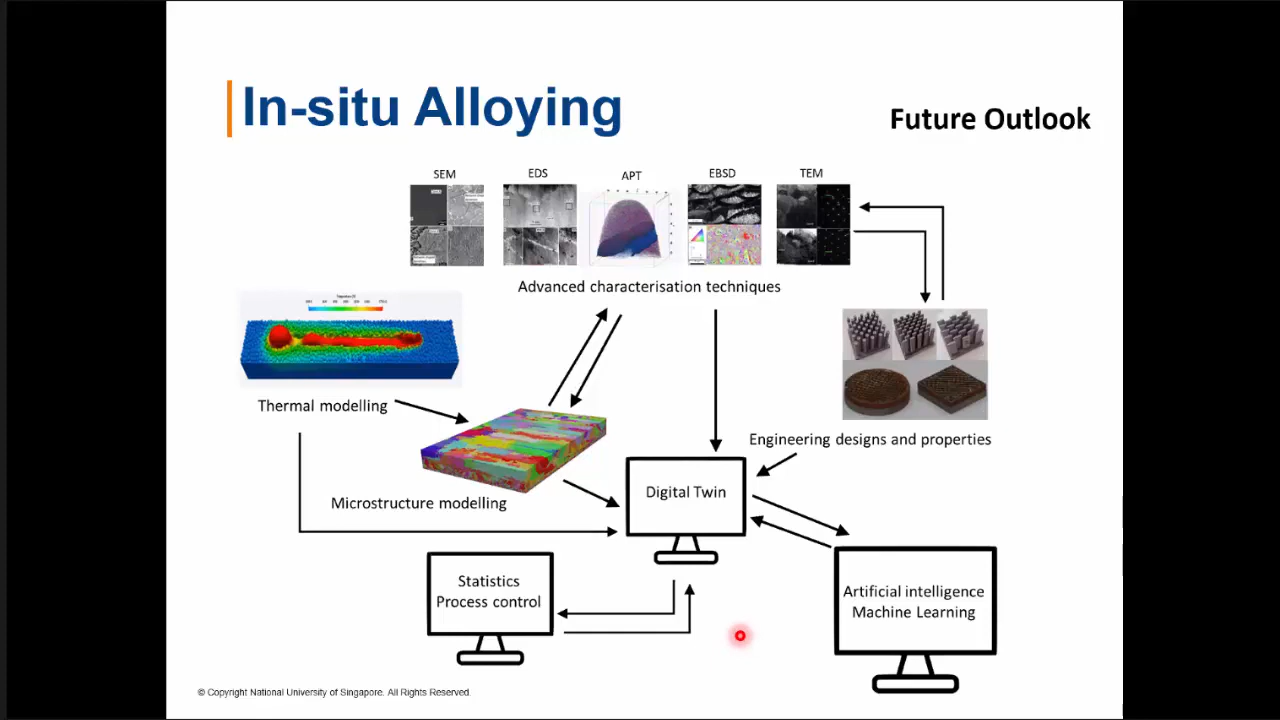 In-situ Alloying
Future Outlook
SEM
EDS
APT
EBSD
TEM
Advanced characterisation techniques
Thermal modelling
Engineering designs and properties
Digital Twin
Microstructure modelling
Statistics
Process control
Artificial intelligence
Machine Learning
© Copyright National University of Singapore. All Rights Reserved.